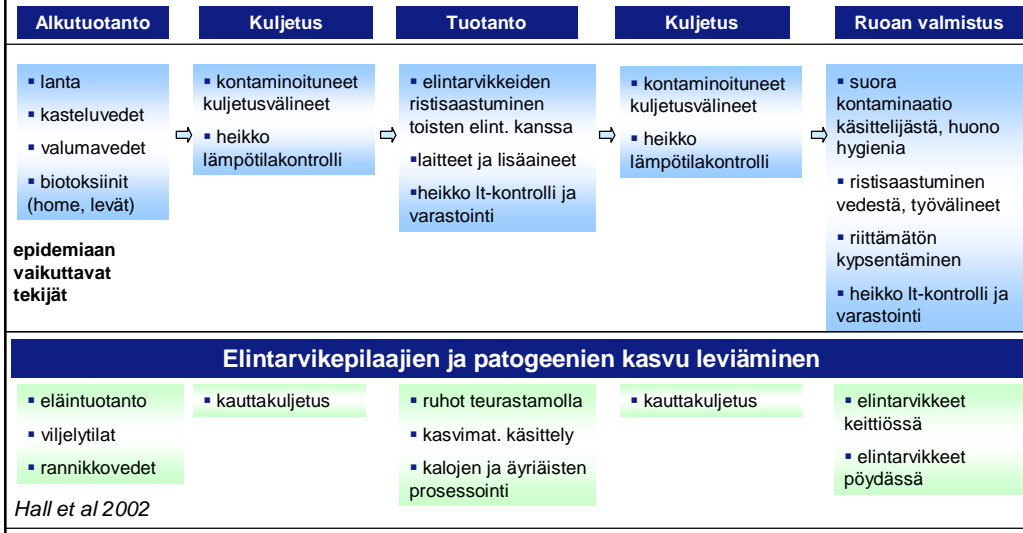 Alkutuotanto
Kuljetus
Tuotanto
Kuljetus
Ruoan valmistus
▪ lanta
▪ kasteluvedet
▪ valumavedet
▪ biotoksiinit
(home, levät)
▪ kontaminoituneet
kuljetusvälineet
▪ heikko
lämpötilakontrolli
▪ elintarvikkeiden
ristisaastuminen
toisten elint. kanssa
▪laitteet ja lisäaineet
▪heikko lt-kontrolli ja
varastointi
▪ kontaminoituneet
kuljetusvälineet
▪ heikko
lämpötilakontrolli
▪ suora
kontaminaatio
käsittelijästä, huono
hygienia
▪ ristisaastuminen
vedestä, työvälineet
▪ riittämätön
kypsentäminen
▪ heikko lt-kontrolli ja
varastointi
epidemiaan
vaikuttavat
tekijät
Elintarvikepilaajien ja patogeenien kasvu leviäminen
▪ eläintuotanto
▪ viljelytilat
▪ rannikkovedet
▪ kauttakuljetus
▪ ruhot teurastamolla
▪ kasvimat. käsittely
▪ kalojen ja äyriäisten
prosessointi
▪ kauttakuljetus
▪ elintarvikkeet
keittiössä
▪ elintarvikkeet
pöydässä
Hall et al 2002